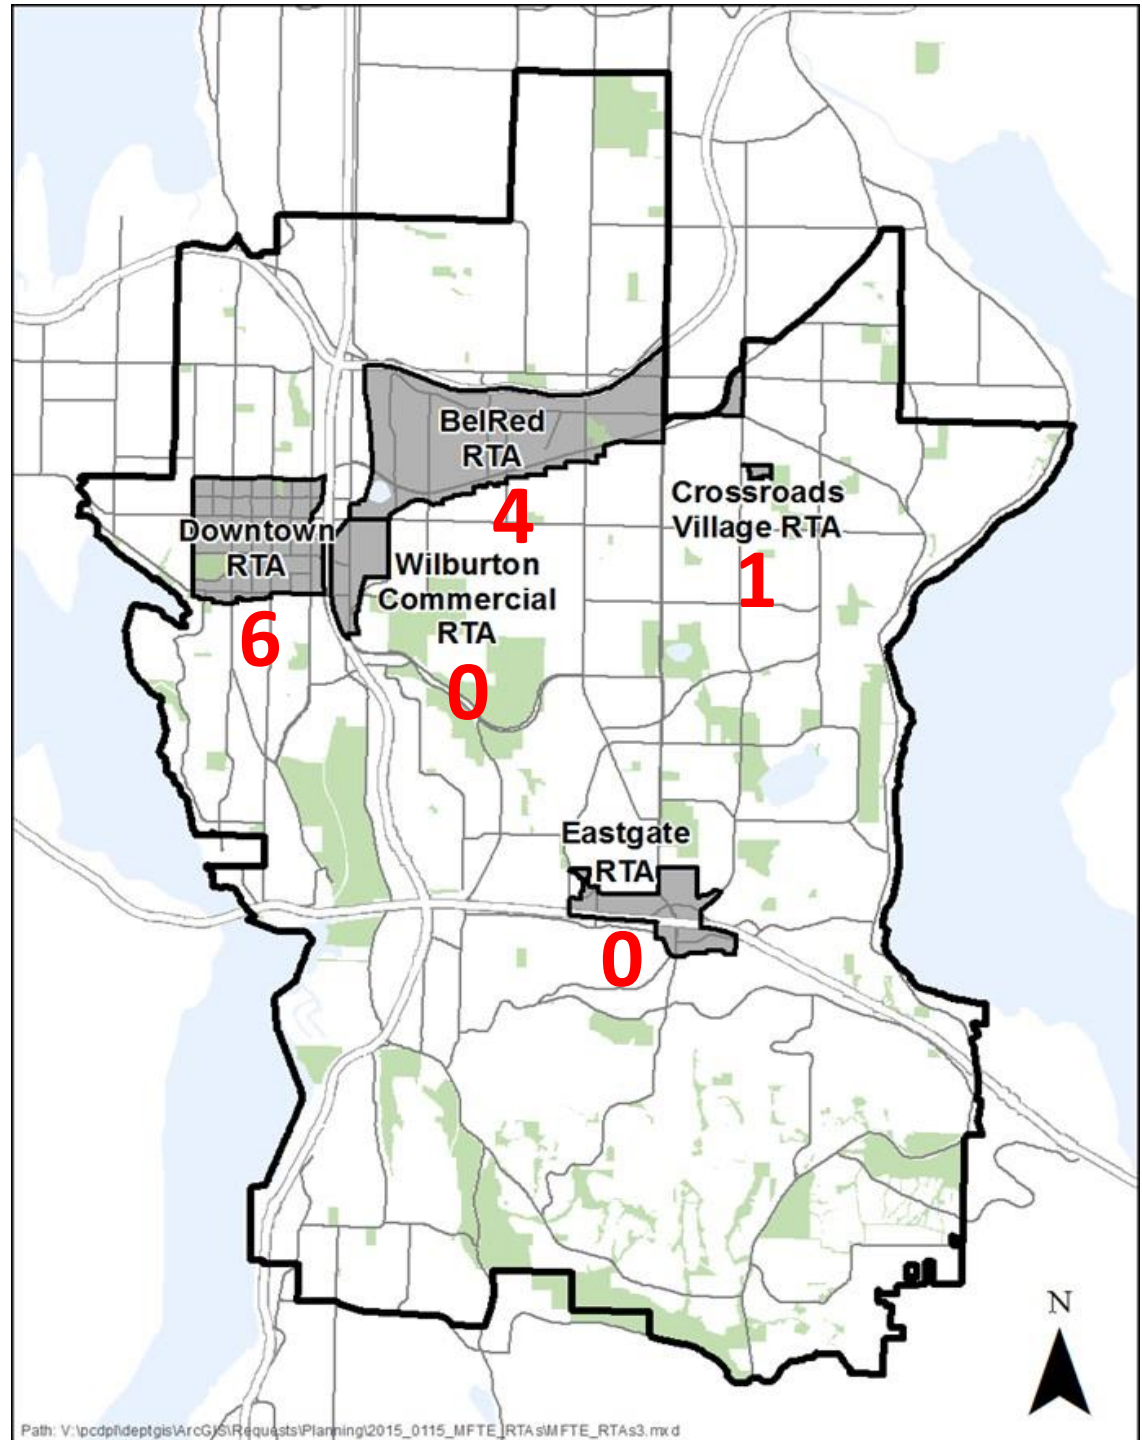 BelRed
RTA
4
Crossroads
Village RTA
1
Downtown
RTA
6
Wilburton
Commercial
RTA
0
Eastgate
RTA
0
N
Path: V:\pcdpl\deptgis\ArcGIS\Requests\Planning\2015_0115_MFTE_RTAs\MFTE_RTAs3.mxd